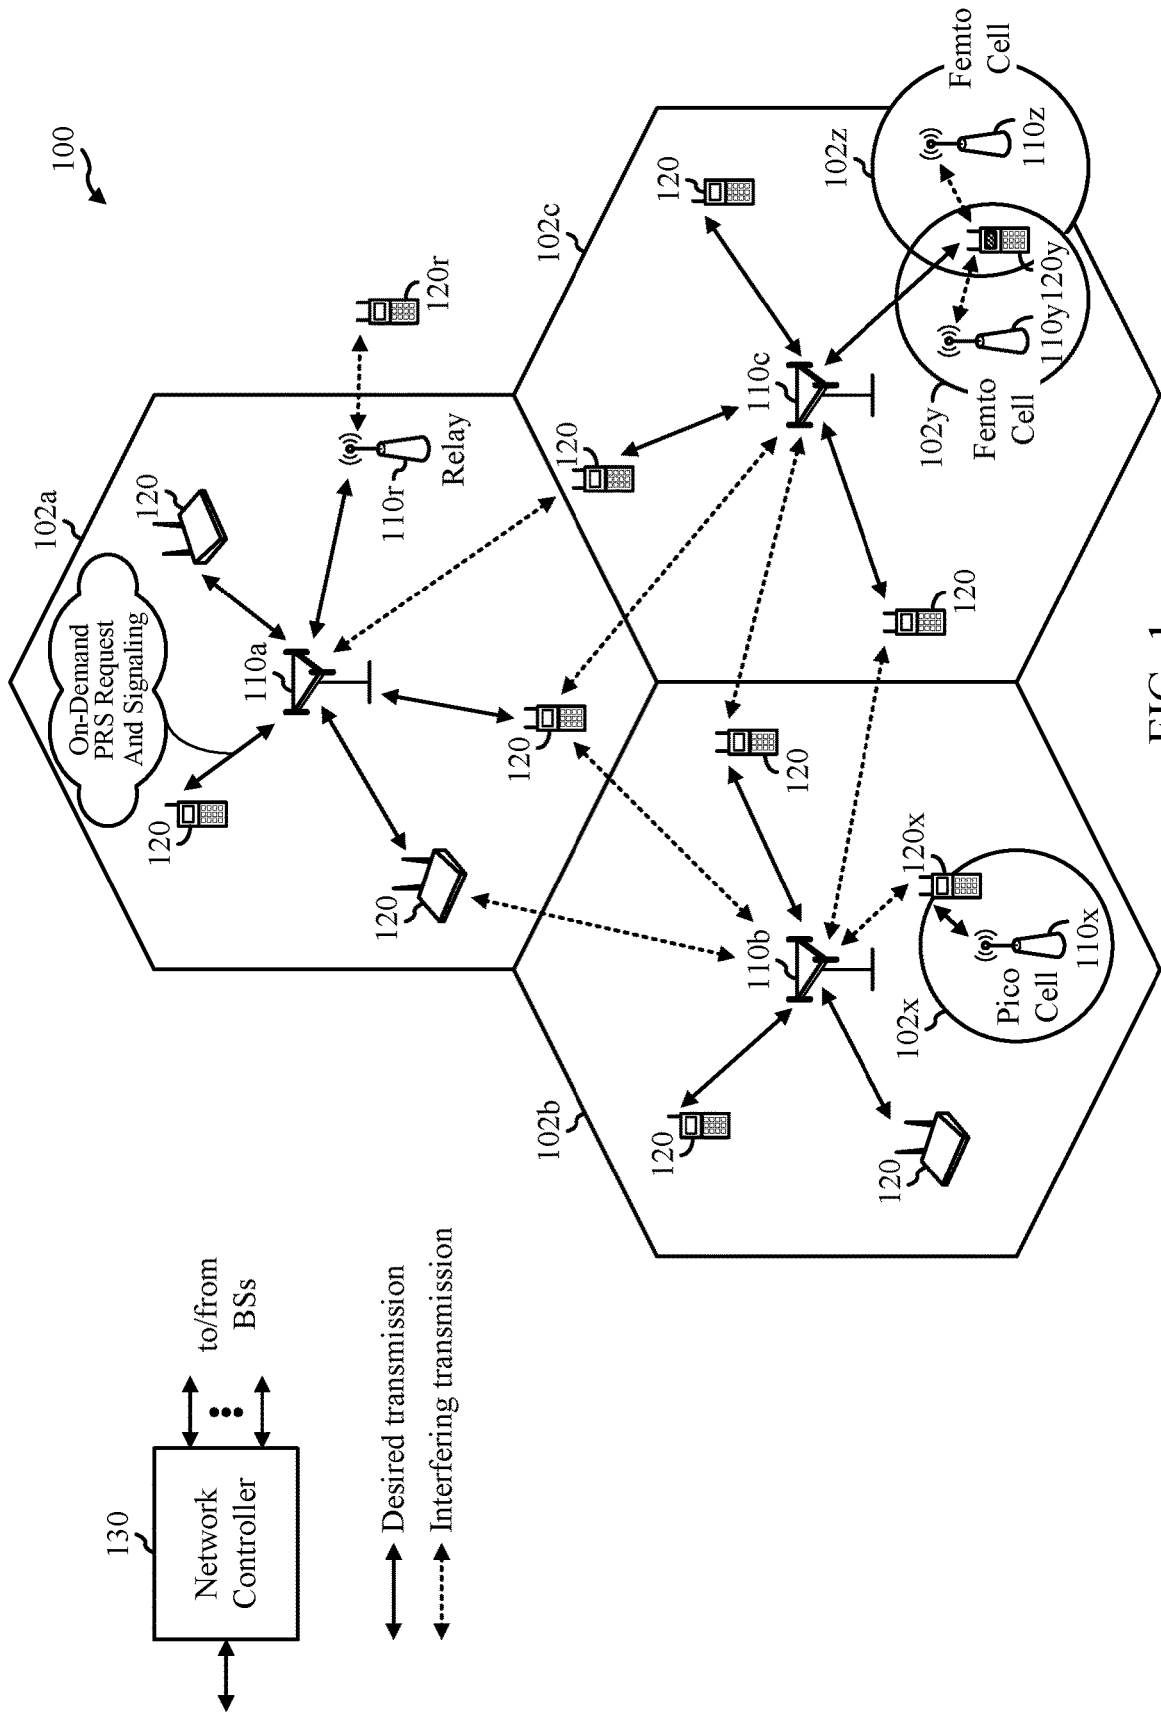 100
130
Network
Controller
to/from
BSs
Desired transmission
Interfering transmission
102a
On-Demand
PRS Request
And Signaling
120
120
110a
120
110r
Relay
120r
120
120
102b
120
120
110b
120
120x
102x
Pico
Cell
110x
102c
120
110c
120
120
102y
Femto
Cell
110y
120y
102z
110z
Femto
Cell
FIG. 1